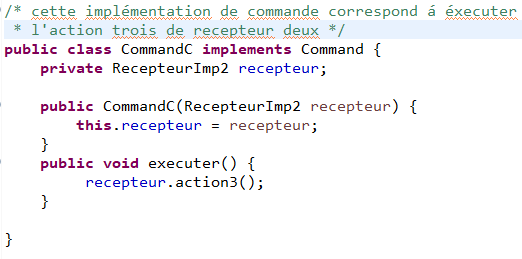 /* cette implémentation de commande correspond á éxecuter
* l'action trois de recepteur deux */
public class CommandC implements Command {
private RecepteurImp2 recepteur;
public CommandC(RecepteurImp2 recepteur) {
this.recepteur = recepteur;
}
public void executer() {
recepteur.action3();
}
}